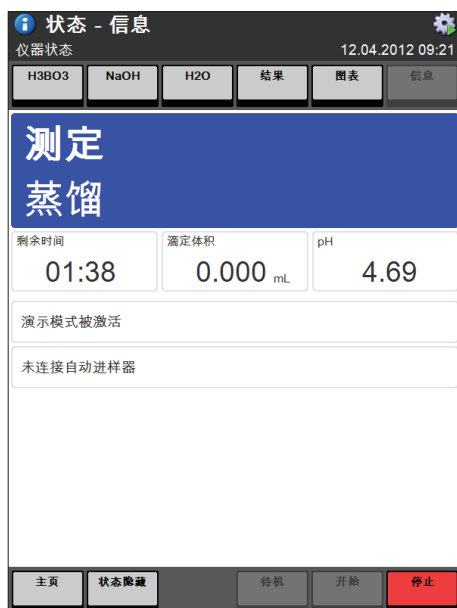 状态 - 信息
仪器状态
12.04.2012 09:21
H3BO3 NaOH H2O 结果 图表 信息
测定
蒸馏
剩余时间 滴定体积 pH
01:38 0.000 mL 4.69
演示模式被激活
未连接自动进样器
主页 状态隐藏 待机 开始 停止